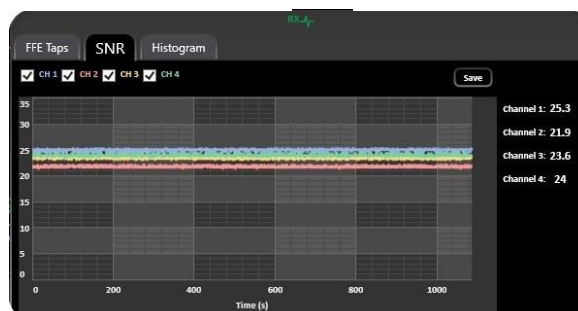 RX
FFE Taps SNR Histogram
CH 1 CH 2 CH 3 CH 4
Save
35
30
25
20
15
10
5
0
0 200 400 600 800 1000
Time (s)
Channel 1: 25.3
Channel 2: 21.9
Channel 3: 23.6
Channel 4: 24